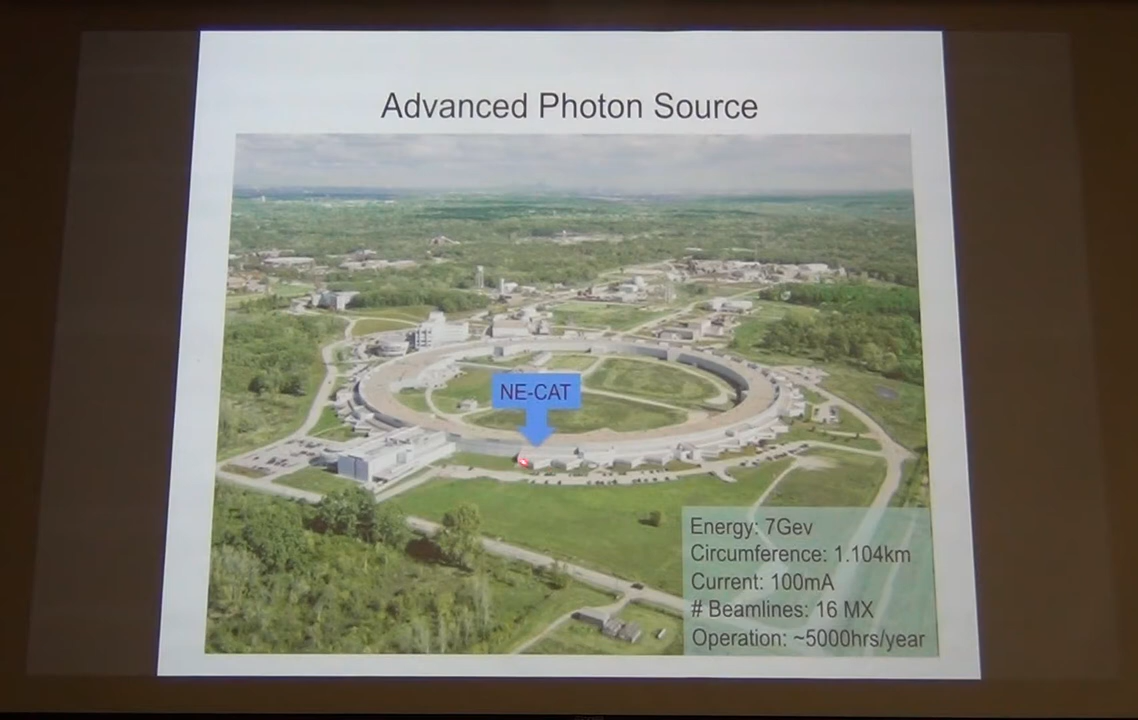 Advanced Photon Source
NE-CAT
Energy: 7Gev
Circumference: 1.104km
Current: 100mA
# Beamlines: 16 MX
Operation: ~5000hrs/year